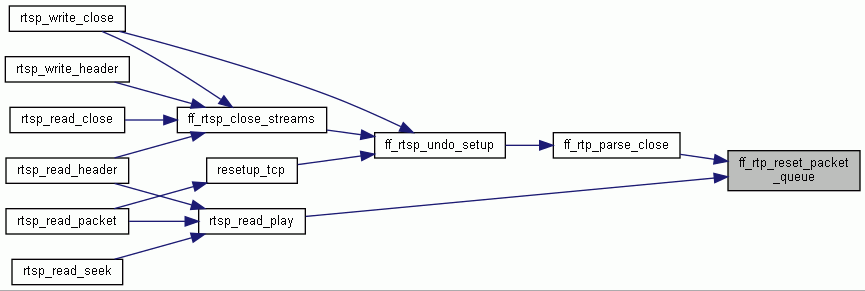 rtsp_write_close
rtsp_write_header
rtsp_read_close
ff_rtsp_close_streams
ff_rtsp_undo_setup
ff_rtp_parse_close
ff_rtp_reset_packet
_queue
rtsp_read_header
resetup_tcp
rtsp_read_packet
rtsp_read_play
rtsp_read_seek